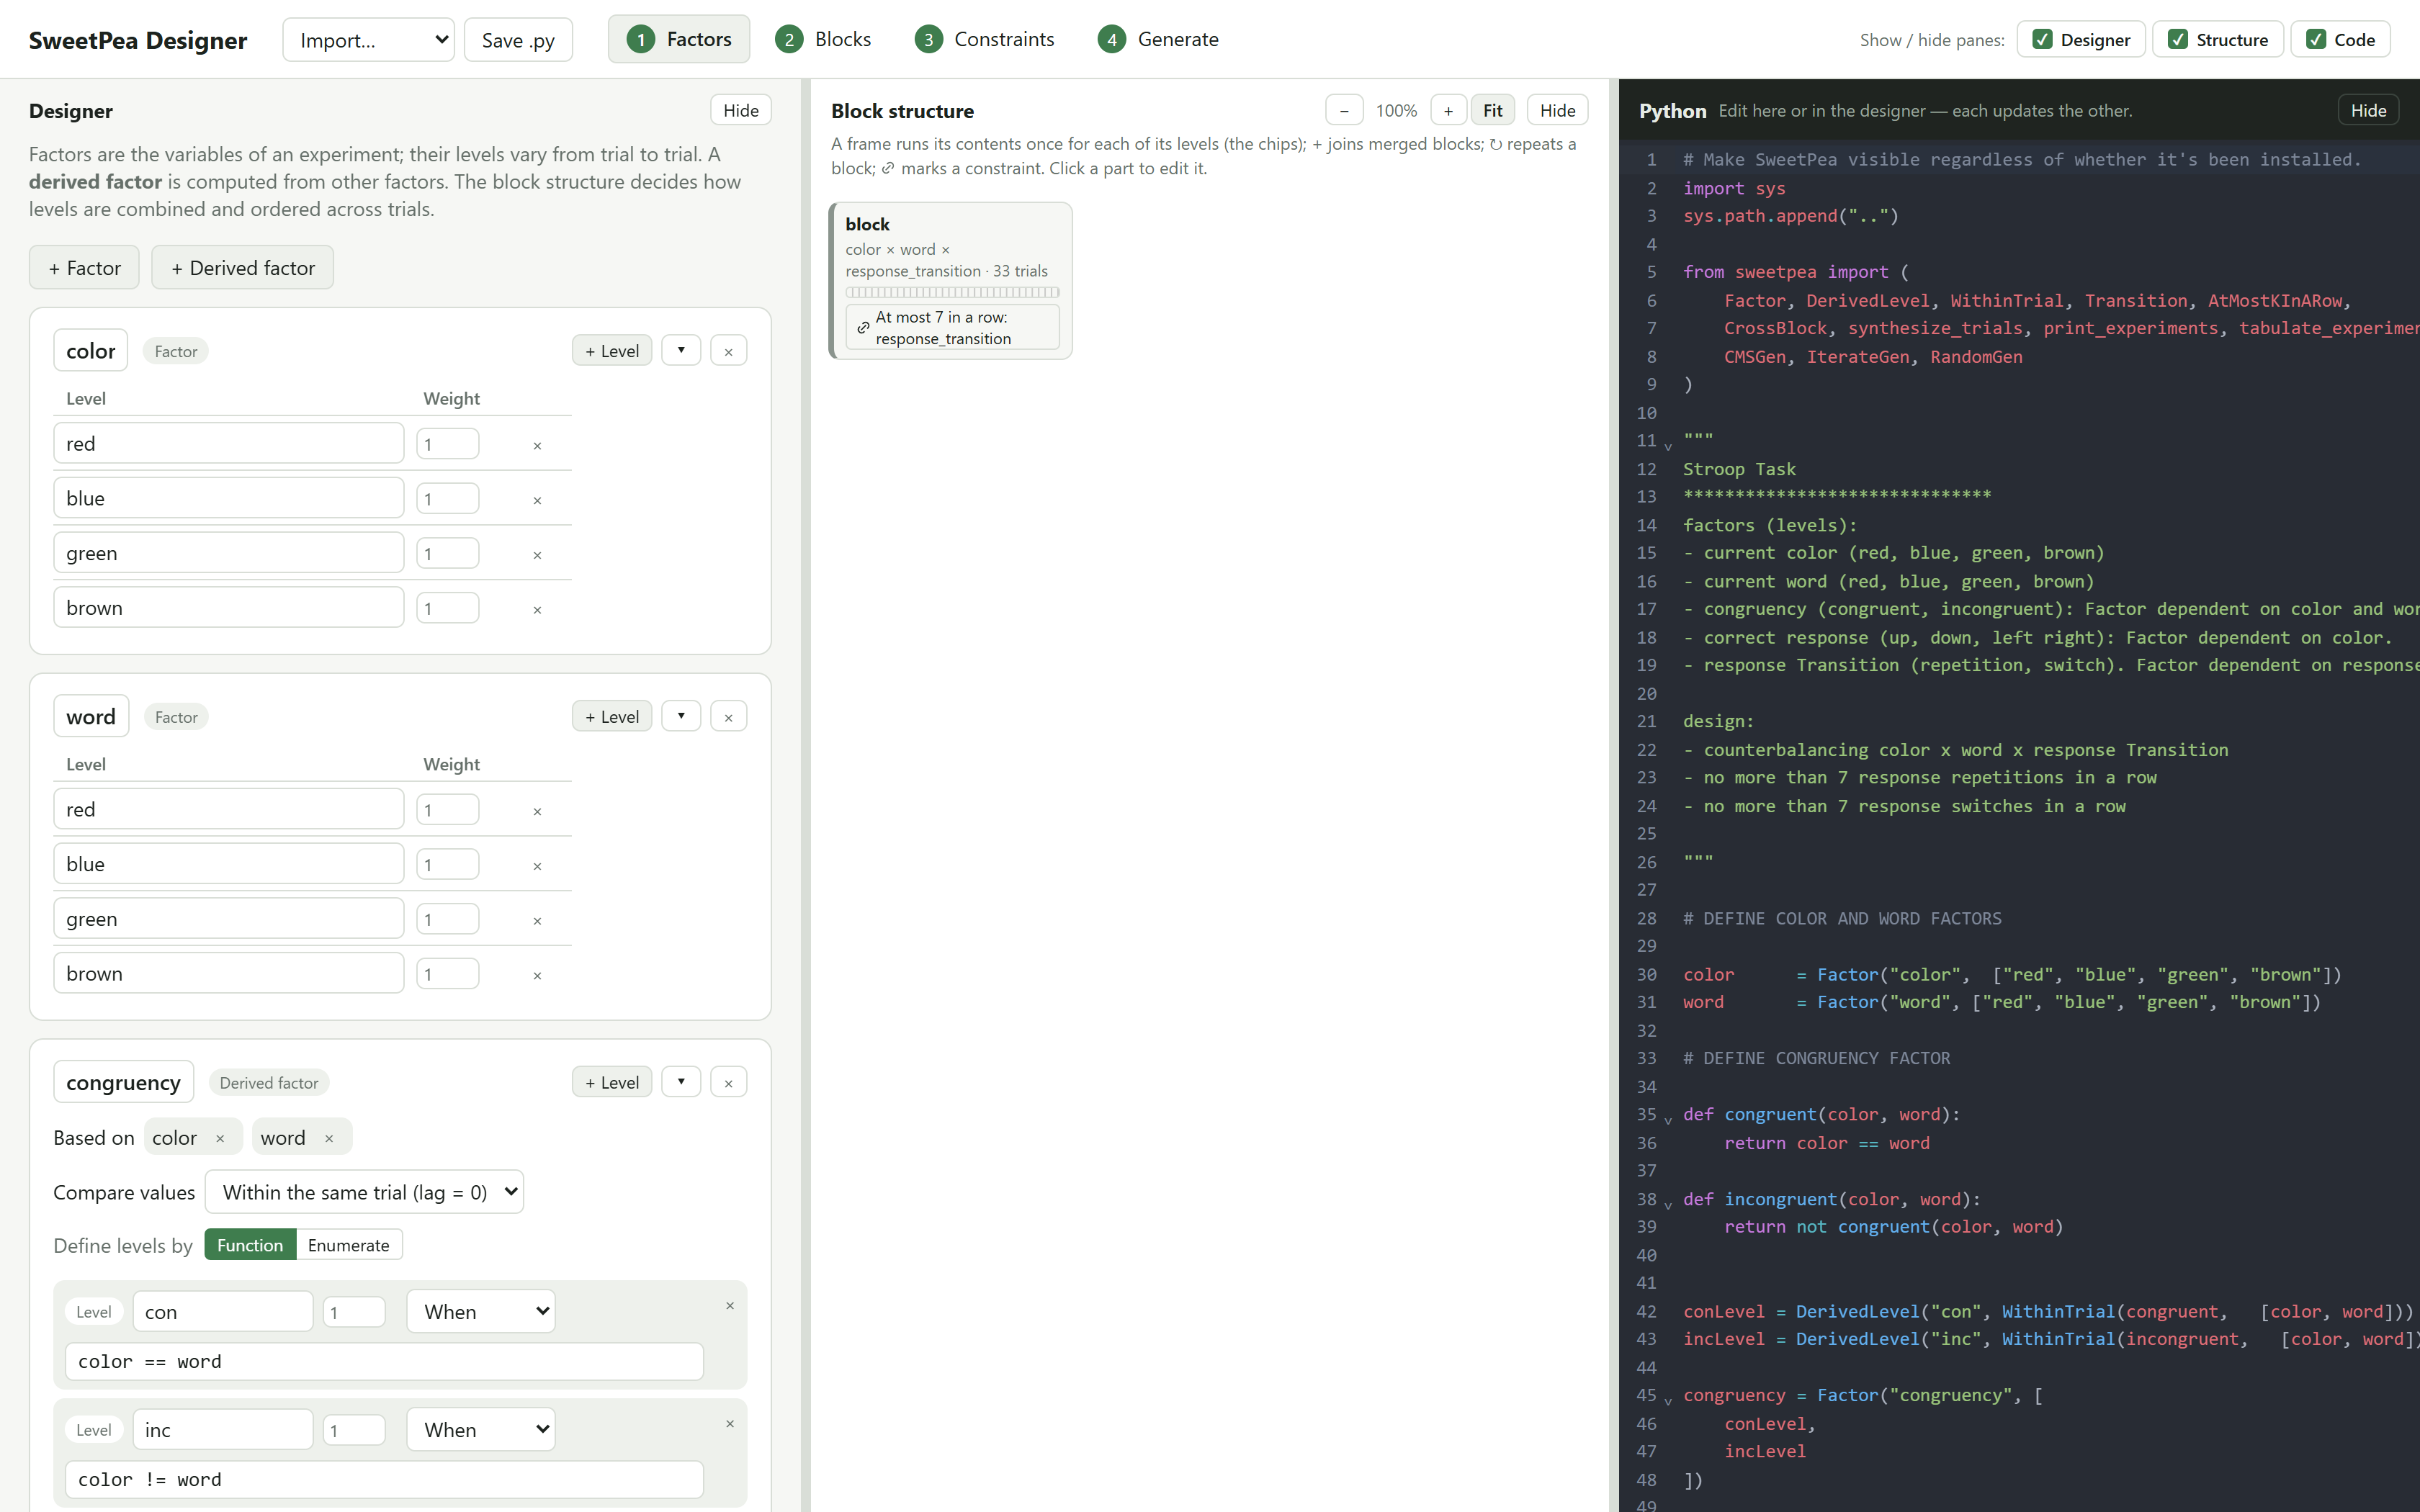 SweetPea Designer
Import...
Save .py
1 Factors
2 Blocks
3 Constraints
4 Generate
Show / hide panes:
Designer
Structure
Code
Designer
Hide
Factors are the variables of an experiment; their levels vary from trial to trial. A
derived factor is computed from other factors. The block structure decides how
levels are combined and ordered across trials.
+ Factor
+ Derived factor
color
Factor
+ Level
Level Weight
red 1
blue 1
green 1
brown 1
word
Factor
+ Level
Level Weight
red 1
blue 1
green 1
brown 1
congruency
Derived factor
+ Level
Based on color × word ×
Compare values Within the same trial (lag = 0)
Define levels by Function Enumerate
Level con 1 When
color == word
Level inc 1 When
color != word
Block structure
− 100% + Fit Hide
A frame runs its contents once for each of its levels (the chips); + joins merged blocks; ↻ repeats a
block; 🔗 marks a constraint. Click a part to edit it.
block
color × word ×
response_transition · 33 trials
At most 7 in a row:
response_transition
Python Edit here or in the designer — each updates the other.
Hide
1 # Make SweetPea visible regardless of whether it's been installed.
2 import sys
3 sys.path.append("..")
4
5 from sweetpea import (
6 Factor, DerivedLevel, WithinTrial, Transition, AtMostKInARow,
7 CrossBlock, synthesize_trials, print_experiments, tabulate_experimen
8 CMSGen, IterateGen, RandomGen
9 )
10
11 """
12 Stroop Task
13 ******************************
14 factors (levels):
15 - current color (red, blue, green, brown)
16 - current word (red, blue, green, brown)
17 - congruency (congruent, incongruent): Factor dependent on color and wor
18 - correct response (up, down, left right): Factor dependent on color.
19 - response Transition (repetition, switch). Factor dependent on response
20
21 design:
22 - counterbalancing color x word x response Transition
23 - no more than 7 response repetitions in a row
24 - no more than 7 response switches in a row
25
26 """
27
28 # DEFINE COLOR AND WORD FACTORS
29
30 color      = Factor("color",  ["red", "blue", "green", "brown"])
31 word       = Factor("word", ["red", "blue", "green", "brown"])
32
33 # DEFINE CONGRUENCY FACTOR
34
35 def congruent(color, word):
36 return color == word
37
38 def incongruent(color, word):
39 return not congruent(color, word)
40
41
42 conLevel = DerivedLevel("con", WithinTrial(congruent,   [color, word]))
43 incLevel = DerivedLevel("inc", WithinTrial(incongruent,   [color, word])
44
45 congruency = Factor("congruency", [
46 conLevel,
47 incLevel
48 ])
49